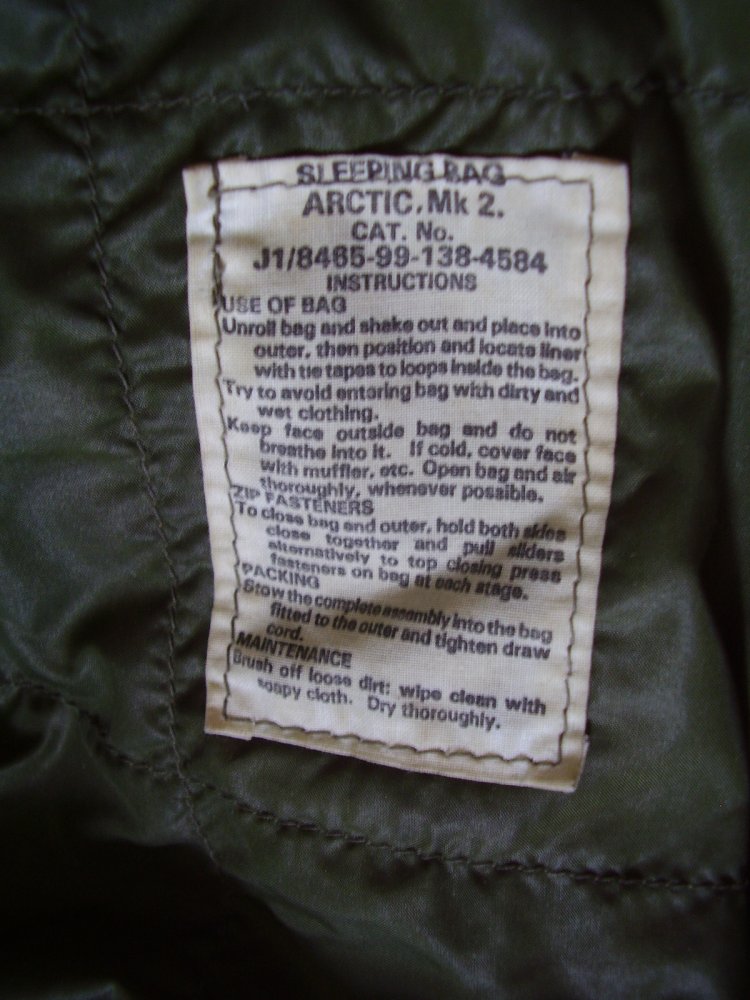 SLEEPING BAG
ARCTIC. Mk 2.
CAT. No.
J1/8465-99-138-4584
INSTRUCTIONS
USE OF BAG
Unroll bag and shake out and place into
outer, then position and locate liner
with tie tapes to loops inside the bag.
Try to avoid entering bag with dirty and
wet clothing.
Keep face outside bag and do not
breathe into it. If cold, cover face
with muffler, etc. Open bag and air
thoroughly, whenever possible.
ZIP FASTENERS
To close bag and outer, hold both sides
close together and pull sliders
alternatively to top closing press
fasteners on bag at each stage.
PACKING
Stow the complete assembly into the bag
fitted to the outer and tighten draw
cord.
MAINTENANCE
Brush off loose dirt: wipe clean with
soapy cloth. Dry thoroughly.